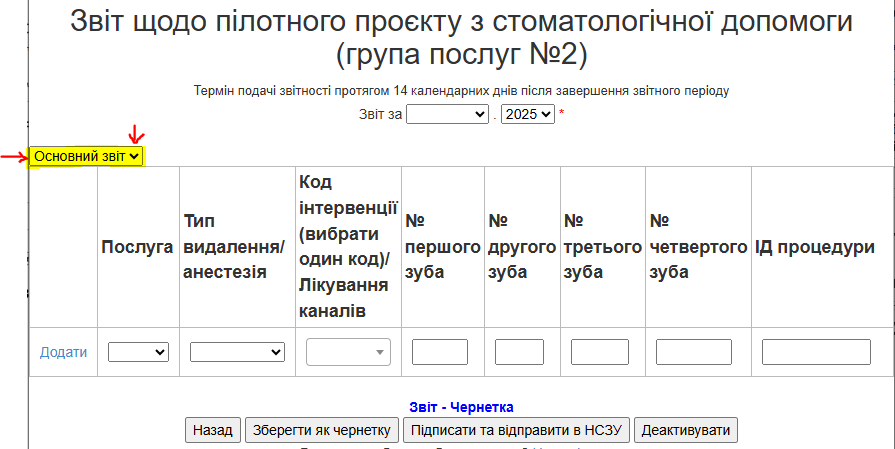 Звіт щодо пілотного проєкту з стоматологічної допомоги
(група послуг №2)
Термін подачі звітності протягом 14 календарних днів після завершення звітного періоду
Звіт за . 2025 *
Основний звіт
Послуга
Тип
видалення/
анестезія
Код
інтервенції
(вибрати
один код)/
Лікування
каналів
№
першого
зуба
№
другого
зуба
№
третього
зуба
№
четвертого
зуба
ІД процедури
Додати
Звіт - Чернетка
Назад Зберегти як чернетку Підписати та відправити в НСЗУ Деактивувати